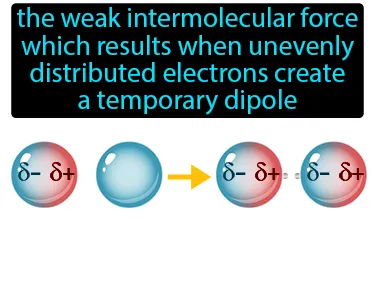 the weak intermolecular force
which results when unevenly
distributed electrons create
a temporary dipole
δ- δ+ δ- δ+ δ- δ+